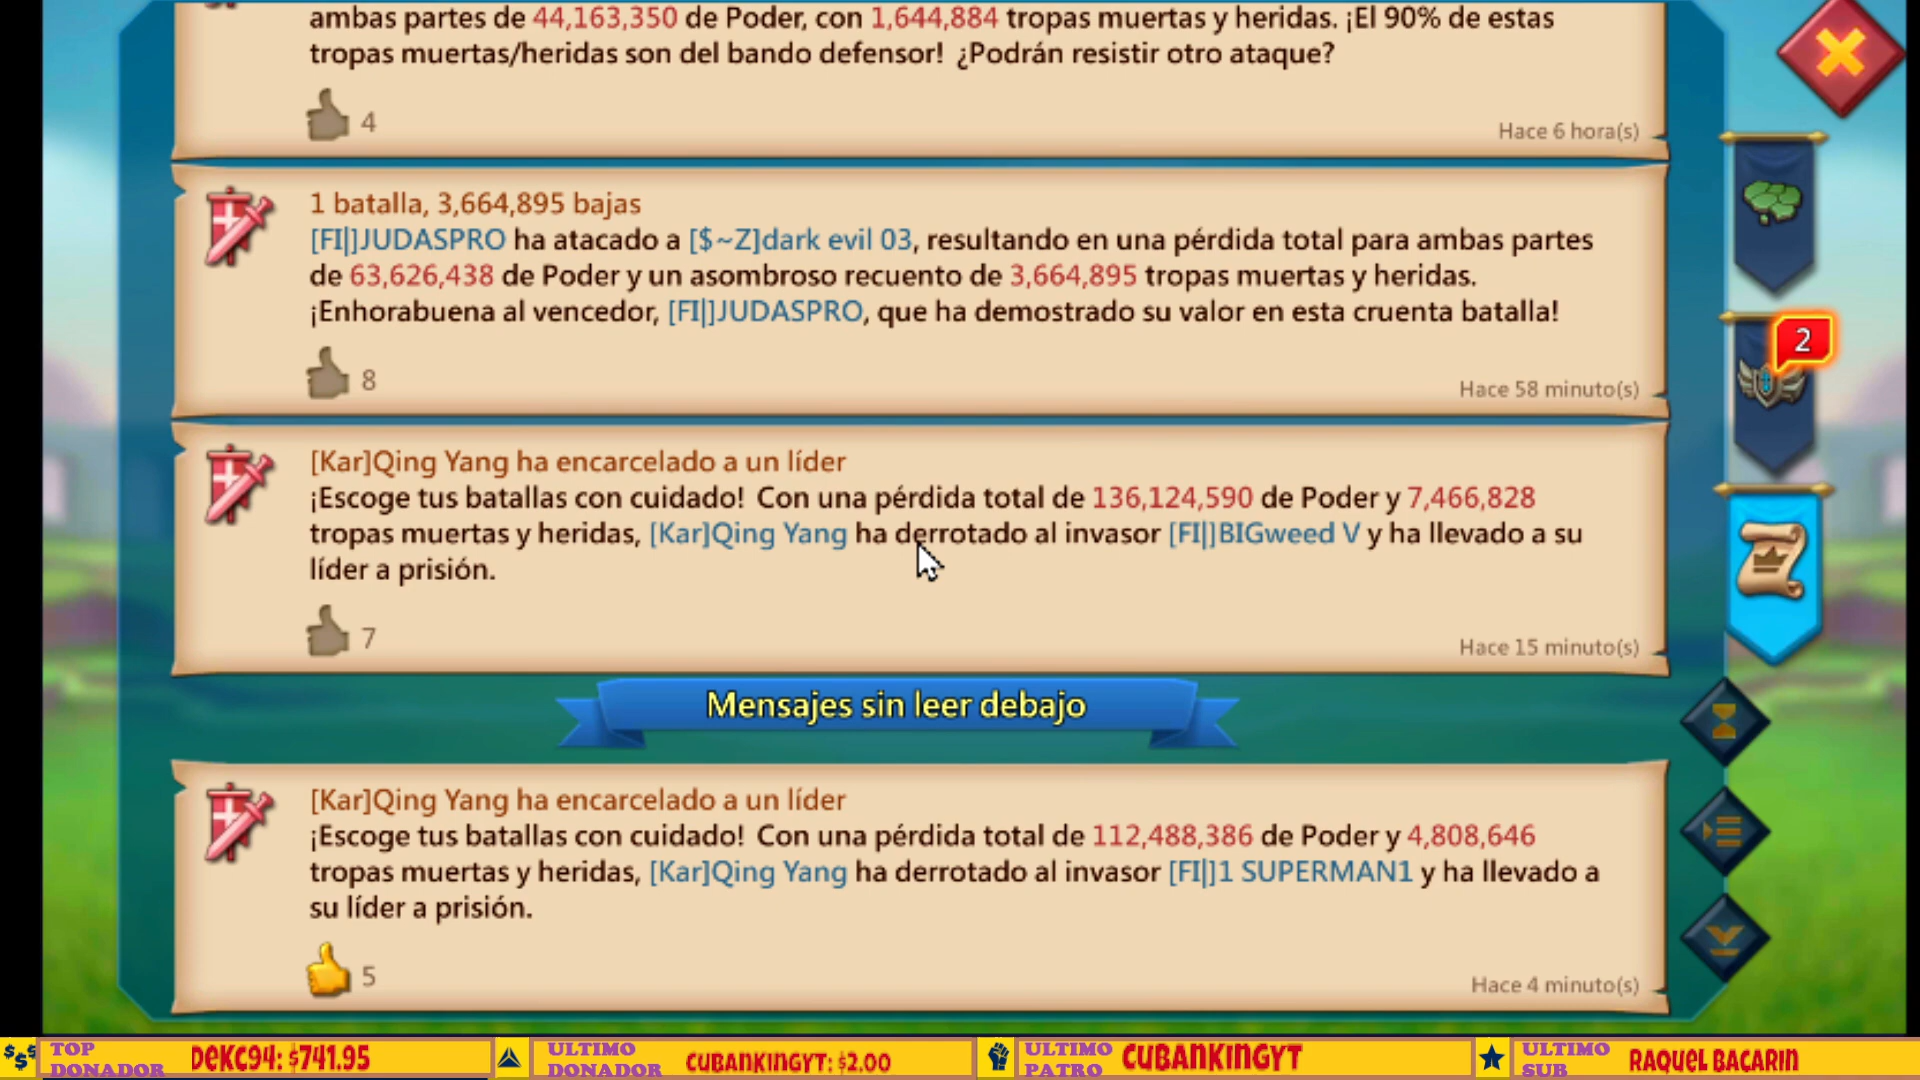 ambas partes de 44,163,350 de Poder, con 1,644,884 tropas muertas y heridas. ¡El 90% de estas
tropas muertas/heridas son del bando defensor! ¿Podrán resistir otro ataque?
4
Hace 6 hora(s)
1 batalla, 3,664,895 bajas
[FI|]JUDASPRO ha atacado a [$~Z]dark evil 03, resultando en una pérdida total para ambas partes
de 63,626,438 de Poder y un asombroso recuento de 3,664,895 tropas muertas y heridas.
¡Enhorabuena al vencedor, [FI|]JUDASPRO, que ha demostrado su valor en esta cruenta batalla!
8
Hace 58 minuto(s)
2
[Kar]Qing Yang ha encarcelado a un líder
¡Escoge tus batallas con cuidado! Con una pérdida total de 136,124,590 de Poder y 7,466,828
tropas muertas y heridas, [Kar]Qing Yang ha derrotado al invasor [FI|]BIGweed V y ha llevado a su
líder a prisión.
7
Hace 15 minuto(s)
Mensajes sin leer debajo
[Kar]Qing Yang ha encarcelado a un líder
¡Escoge tus batallas con cuidado! Con una pérdida total de 112,488,386 de Poder y 4,808,646
tropas muertas y heridas, [Kar]Qing Yang ha derrotado al invasor [FI|]1 SUPERMAN1 y ha llevado a
su líder a prisión.
5
Hace 4 minuto(s)
$$$ TOP DONADOR DeKC94: $741.95
ULTIMO DONADOR CUBANKINGYT: $2.00
ULTIMO PATRO CUBANKINGYT
ULTIMO SUB RAQUEL BACARIN